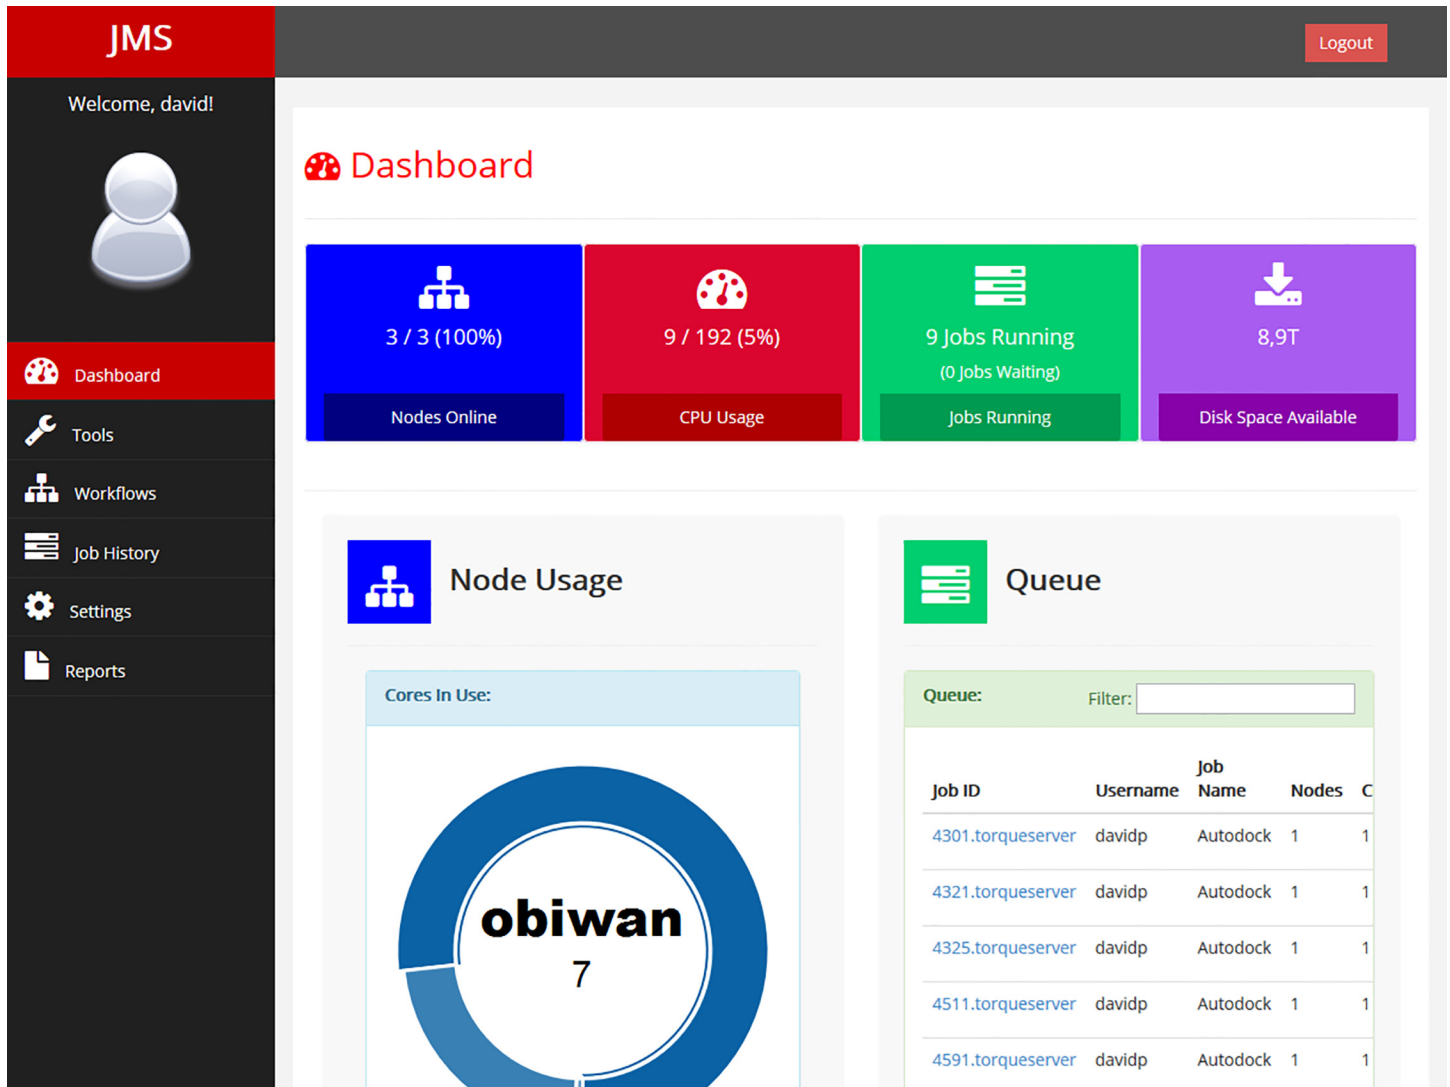 JMS
Logout
Welcome, david!
Dashboard
Tools
Workflows
Job History
Settings
Reports
Dashboard
3 / 3 (100%)
Nodes Online
9 / 192 (5%)
CPU Usage
9 Jobs Running
(0 Jobs Waiting)
Jobs Running
8,9T
Disk Space Available
Node Usage
Cores In Use:
obiwan
7
Queue
Queue: Filter:
Job ID Username Job Name Nodes C
4301.torqueserver davidp Autodock 1 1
4321.torqueserver davidp Autodock 1 1
4325.torqueserver davidp Autodock 1 1
4511.torqueserver davidp Autodock 1 1
4591.torqueserver davidp Autodock 1 1